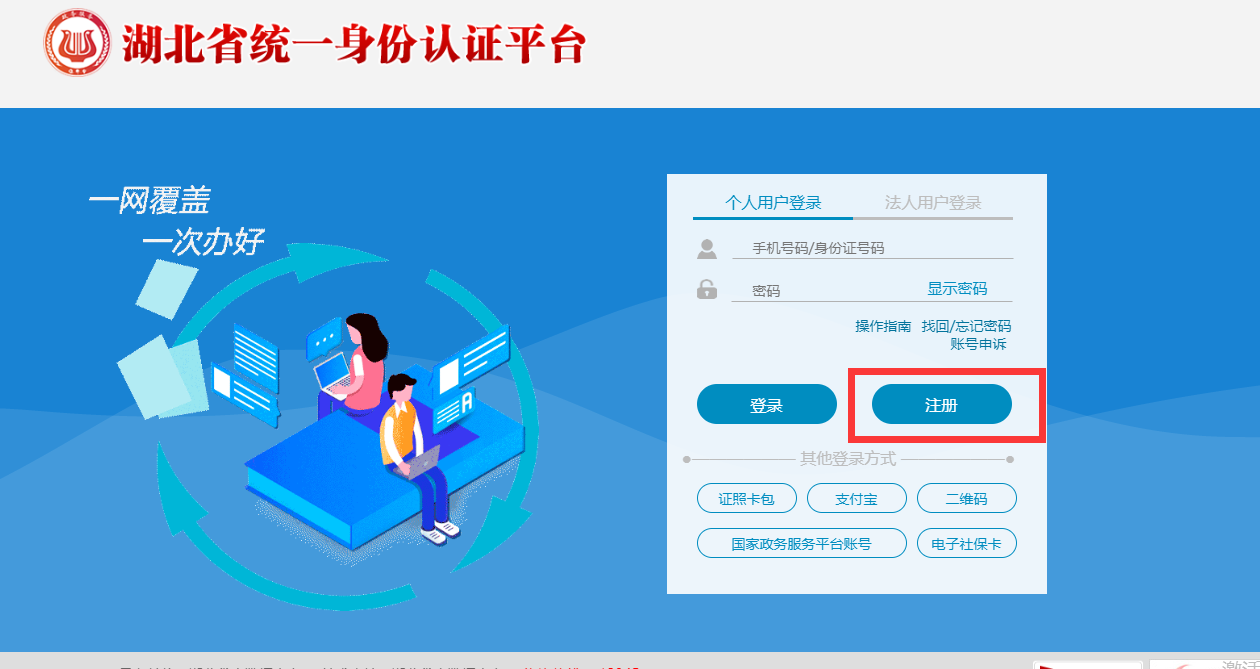 湖北省统一身份认证平台
一网覆盖
一次办好
个人用户登录 法人用户登录
手机号码/身份证号码
密码 显示密码
操作指南 找回/忘记密码
账号申诉
登录 注册
其他登录方式
证照卡包 支付宝 二维码
国家政务服务平台账号 电子社保卡
A